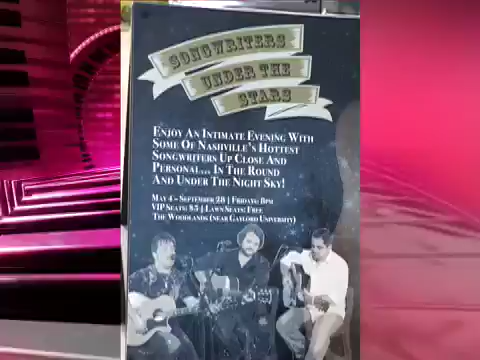 SONGWRITERS
UNDER THE
STARS
ENJOY AN INTIMATE EVENING WITH
SOME OF NASHVILLE'S HOTTEST
SONGWRITERS UP CLOSE AND
PERSONAL... IN THE ROUND
AND UNDER THE NIGHT SKY!
MAY 4 - SEPTEMBER 28 | FRIDAYS: 8PM
VIP SEATS: $5 | LAWN SEATS: FREE
THE WOODLANDS (NEAR GAYLORD UNIVERSITY)